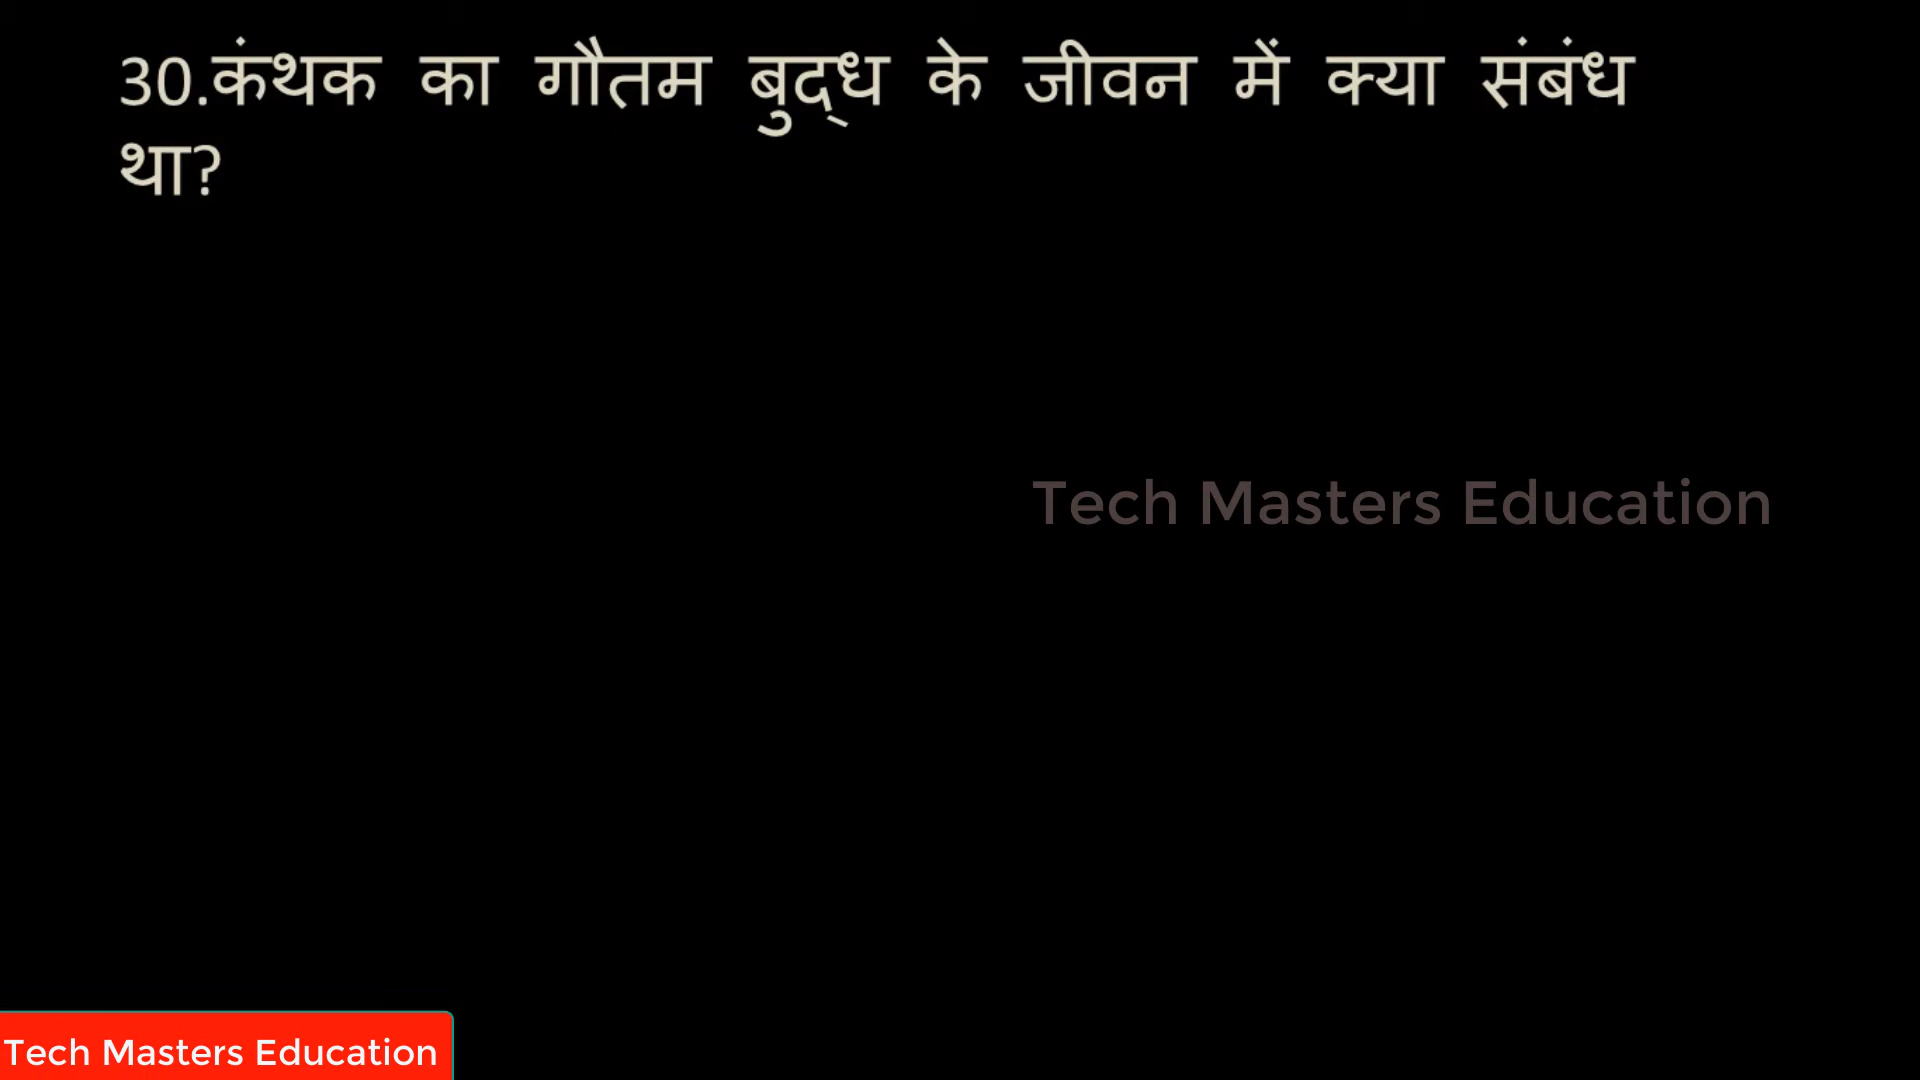 30.कंथक का गौतम बुद्‌ध के जीवन में क्या संबंध
था?
Tech Masters Education
Tech Masters Education